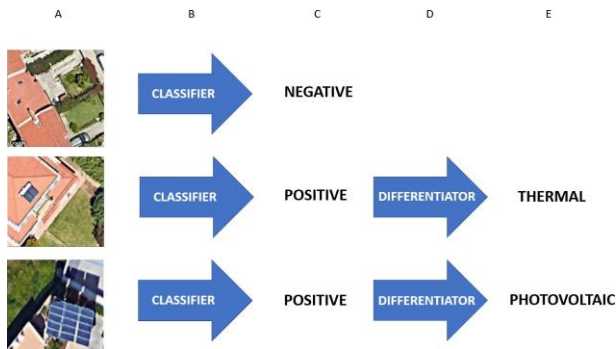 A B C D E
CLASSIFIER NEGATIVE
CLASSIFIER POSITIVE DIFFERENTIATOR THERMAL
CLASSIFIER POSITIVE DIFFERENTIATOR PHOTOVOLTAIC